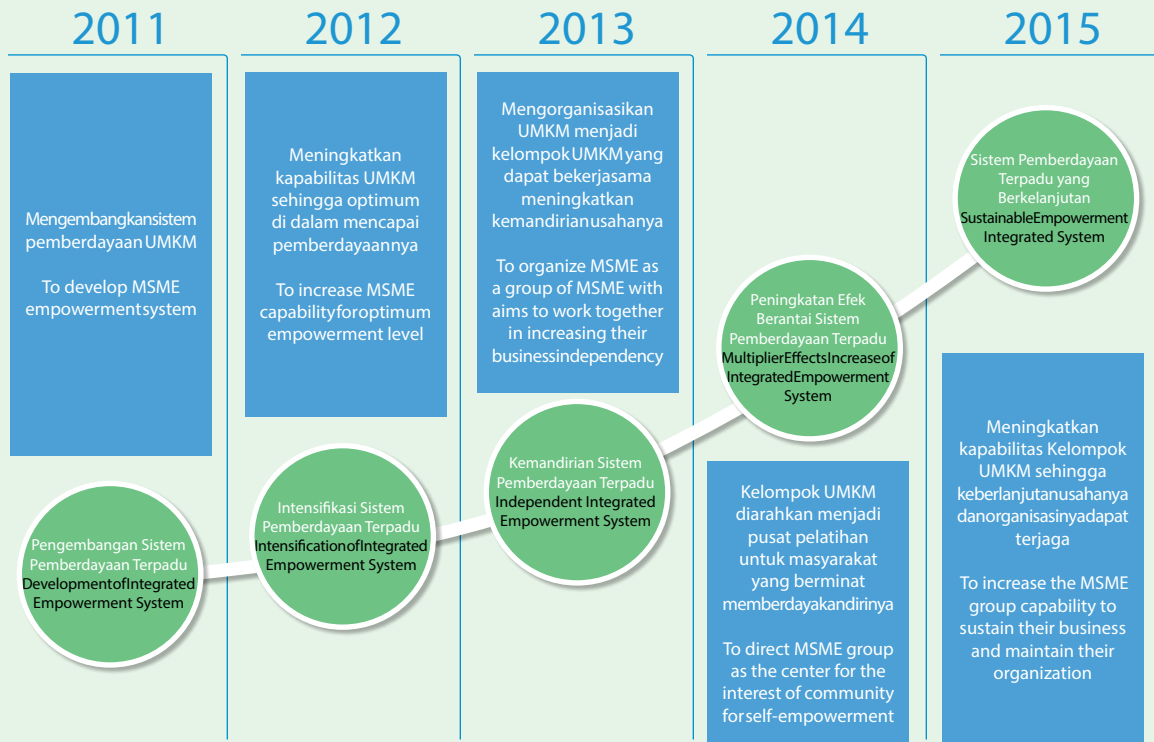 2011
Mengembangkansistem
pemberdayaan UMKM
To develop MSME
empowermentsystem
Pengembangan Sistem
Pemberdayaan Terpadu
DevelopmentofIntegrated
Empowerment System
2012
Meningkatkan
kapabilitas UMKM
sehingga optimum
di dalam mencapai
pemberdayaannya
To increase MSME
capabilityforoptimum
empowerment level
Intensifikasi Sistem
Pemberdayaan Terpadu
IntensificationofIntegrated
Empowerment System
2013
Mengorganisasikan
UMKM menjadi
kelompok UMKM yang
dapat bekerjasama
meningkatkan
kemandirianusahanya
To organize MSME as
a group of MSME with
aims to work together
in increasing their
businessindependency
Kemandirian Sistem
Pemberdayaan Terpadu
Independent Integrated
Empowerment System
2014
Peningkatan Efek
Berantai Sistem
Pemberdayaan Terpadu
MultiplierEffectsIncreaseof
IntegratedEmpowerment
System
Kelompok UMKM
diarahkan menjadi
pusat pelatihan
untuk masyarakat
yang berminat
memberdayakandirinya
To direct MSME group
as the center for the
interest of community
forself-empowerment
2015
Sistem Pemberdayaan
Terpadu yang
Berkelanjutan
SustainableEmpowerment
Integrated System
Meningkatkan
kapabilitas Kelompok
UMKM sehingga
keberlanjutanusahanya
danorganisasinyadapat
terjaga
To increase the MSME
group capability to
sustain their business
and maintain their
organization